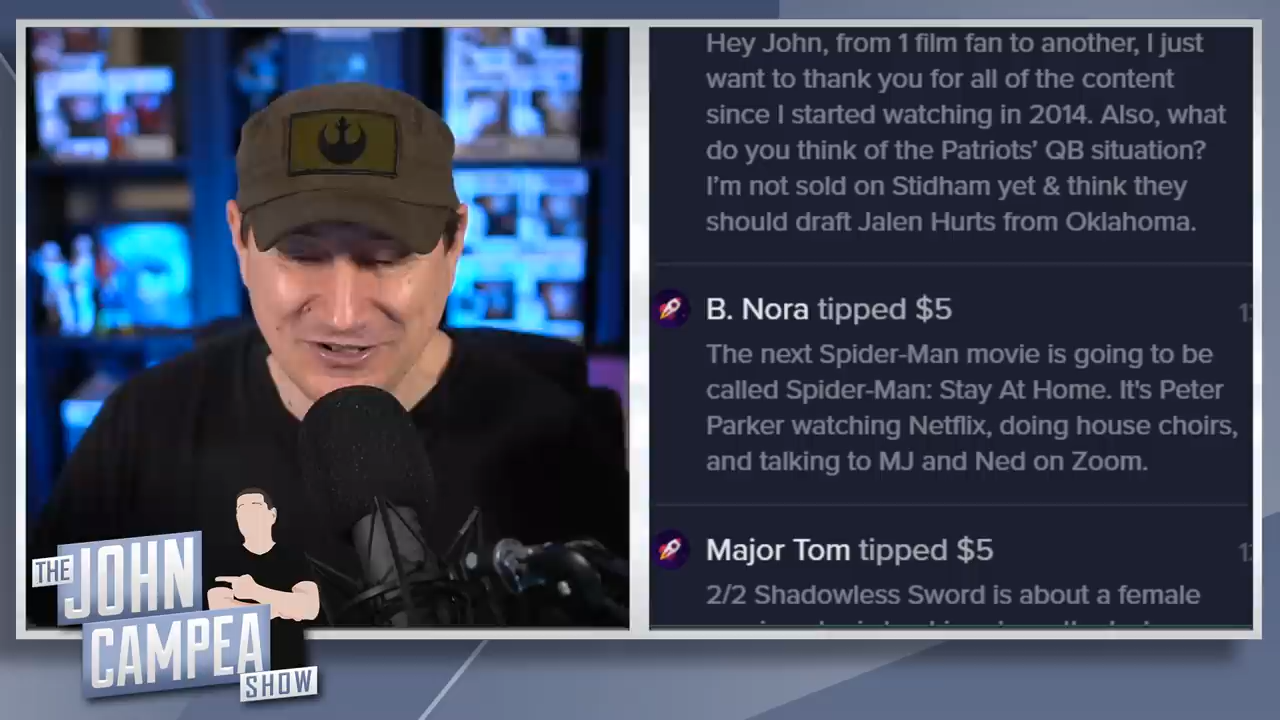 Hey John, from 1 film fan to another, I just
want to thank you for all of the content
since I started watching in 2014. Also, what
do you think of the Patriots' QB situation?
I'm not sold on Stidham yet & think they
should draft Jalen Hurts from Oklahoma.
B. Nora tipped $5
The next Spider-Man movie is going to be
called Spider-Man: Stay At Home. It's Peter
Parker watching Netflix, doing house choirs,
and talking to MJ and Ned on Zoom.
Major Tom tipped $5
2/2 Shadowless Sword is about a female
THE
JOHN
CAMPEA
SHOW